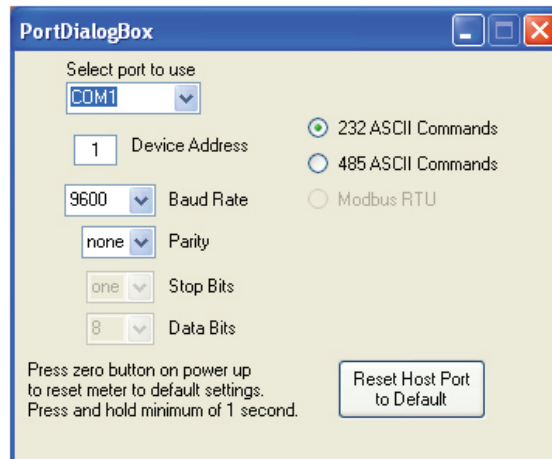 PortDialogBox
Select port to use
COM1
1 Device Address
9600 Baud Rate
none Parity
one Stop Bits
8 Data Bits
232 ASCII Commands
485 ASCII Commands
Modbus RTU
Press zero button on power up
to reset meter to default settings.
Press and hold minimum of 1 second.
Reset Host Port
to Default